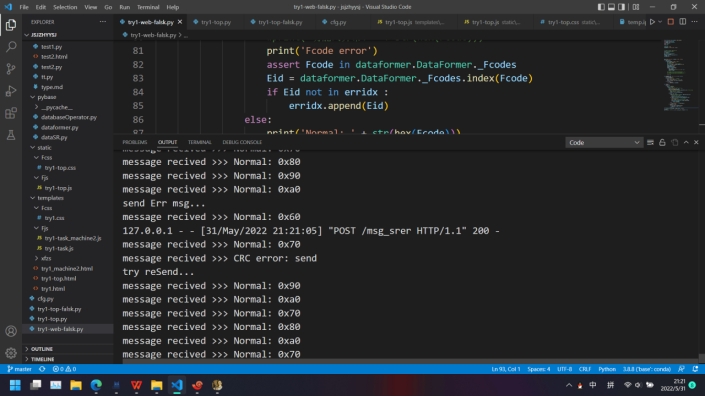 File Edit Selection View Go Run Terminal Help
try1-web-falsk.py - jsjzhyysj - Visual Studio Code
EXPLORER
try1-web-falsk.py try1-top.py try1-top-falsk.py cfg.py try1-top.js try1-top.js try1-top.css
JSJZHYYSJ
try1-web-falsk.py > ...
test1.py
test2.html
test2.py
tt.py
type.md
pybase
__pycache__
databaseOperator.py
dataformer.py
dataSR.py
static
Fcss
try1-top.css
Fjs
try1-top.js
templates
Fcss
try1.css
Fjs
try1-task_machine2.js
try1-task.js
try1_machine2.html
try1-top.html
try1.html
cfg.py
try1-top-falsk.py
try1-top.py
try1-web-falsk.py
OUTLINE
TIMELINE
81 print('Fcode error')
82 assert Fcode in dataformer.DataFormer._Fcodes
83 Eid = dataformer.DataFormer._Fcodes.index(Fcode)
84 if Eid not in erridx :
85 erridx.append(Eid)
86 else:
87 print('Normal: ' + str(hex(Fcode)))
PROBLEMS OUTPUT TERMINAL DEBUG CONSOLE
Code
message recived >>> Normal: 0x80
message recived >>> Normal: 0x90
message recived >>> Normal: 0xa0
send Err msg...
message recived >>> Normal: 0x60
127.0.0.1 - - [31/May/2022 21:21:05] "POST /msg_srer HTTP/1.1" 200 -
message recived >>> Normal: 0x70
message recived >>> CRC error: send
try reSend...
message recived >>> Normal: 0x90
message recived >>> Normal: 0xa0
message recived >>> Normal: 0x70
message recived >>> Normal: 0x80
message recived >>> Normal: 0xa0
message recived >>> Normal: 0x70
master 0 0
Ln 93, Col 1 Spaces: 4 UTF-8 CRLF Python 3.8.8 ('base': conda)
中 拼
21:21
2022/5/31